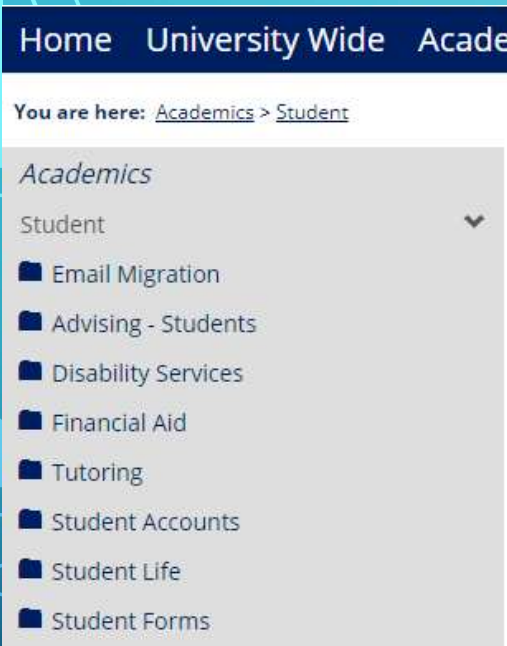 Home University Wide Acade
You are here: Academics > Student
Academics
Student
Email Migration
Advising - Students
Disability Services
Financial Aid
Tutoring
Student Accounts
Student Life
Student Forms